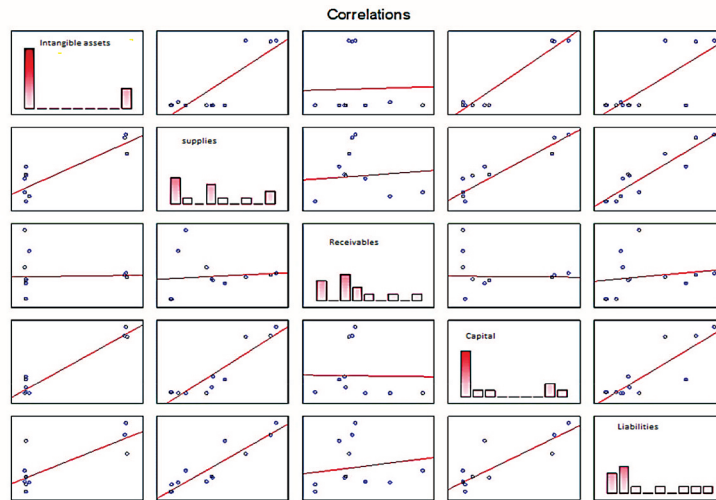 Correlations
Intangible assets
supplies
Receivables
Capital
Liabilities